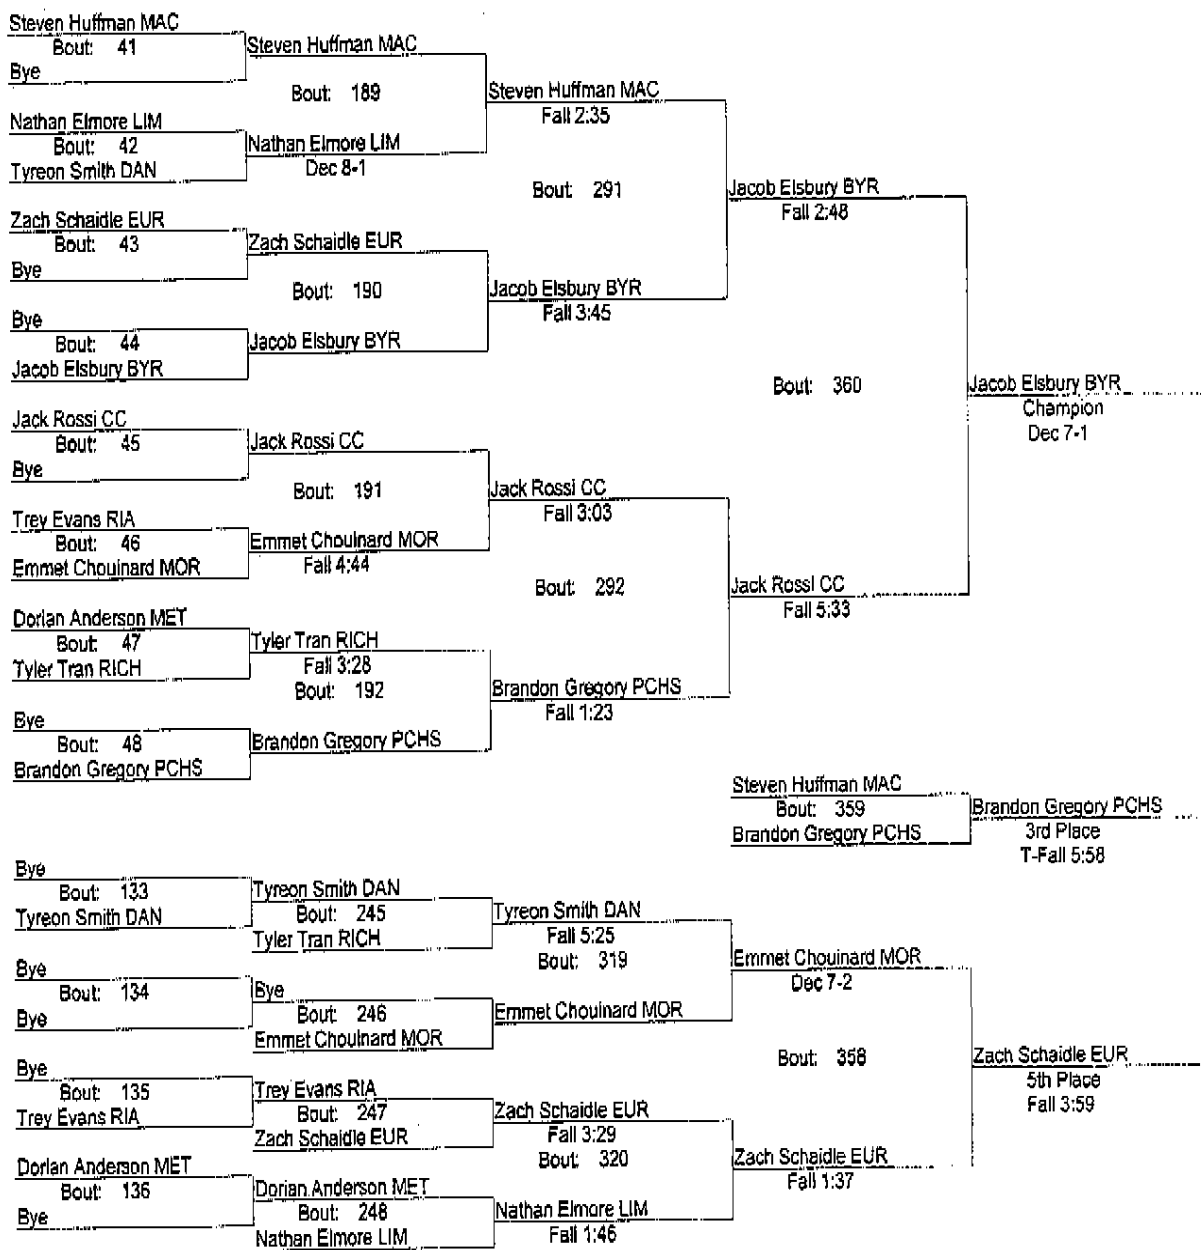 Steven Huffman MAC
Bout: 41
Bye
Steven Huffman MAC
Bout: 189
Nathan Elmore LIM
Bout: 42
Tyreon Smith DAN
Nathan Elmore LIM
Dec 8-1
Steven Huffman MAC
Fall 2:35
Bout: 291
Zach Schaidle EUR
Bout: 43
Bye
Zach Schaidle EUR
Bout: 190
Bye
Bout: 44
Jacob Elsbury BYR
Jacob Elsbury BYR
Jacob Elsbury BYR
Fall 3:45
Jacob Elsbury BYR
Fall 2:48
Bout: 360
Jacob Elsbury BYR
Champion
Dec 7-1
Jack Rossi CC
Bout: 45
Bye
Jack Rossi CC
Bout: 191
Trey Evans RIA
Bout: 46
Emmet Chouinard MOR
Emmet Chouinard MOR
Fall 4:44
Jack Rossi CC
Fall 3:03
Bout: 292
Dorian Anderson MET
Bout: 47
Tyler Tran RICH
Tyler Tran RICH
Fall 3:28
Bout: 192
Bye
Bout: 48
Brandon Gregory PCHS
Brandon Gregory PCHS
Brandon Gregory PCHS
Fall 1:23
Jack Rossi CC
Fall 5:33
Steven Huffman MAC
Bout: 359
Brandon Gregory PCHS
Brandon Gregory PCHS
3rd Place
T-Fall 5:58
Bye
Bout: 133
Tyreon Smith DAN
Tyreon Smith DAN
Bout: 245
Tyler Tran RICH
Tyreon Smith DAN
Fall 5:25
Bout: 319
Bye
Bout: 134
Bye
Bye
Bout: 246
Emmet Chouinard MOR
Emmet Chouinard MOR
Emmet Chouinard MOR
Dec 7-2
Bout: 358
Bye
Bout: 135
Trey Evans RIA
Trey Evans RIA
Bout: 247
Zach Schaidle EUR
Zach Schaidle EUR
Fall 3:29
Bout: 320
Dorian Anderson MET
Bout: 136
Bye
Dorian Anderson MET
Bout: 248
Nathan Elmore LIM
Nathan Elmore LIM
Fall 1:46
Zach Schaidle EUR
Fall 1:37
Zach Schaidle EUR
5th Place
Fall 3:59